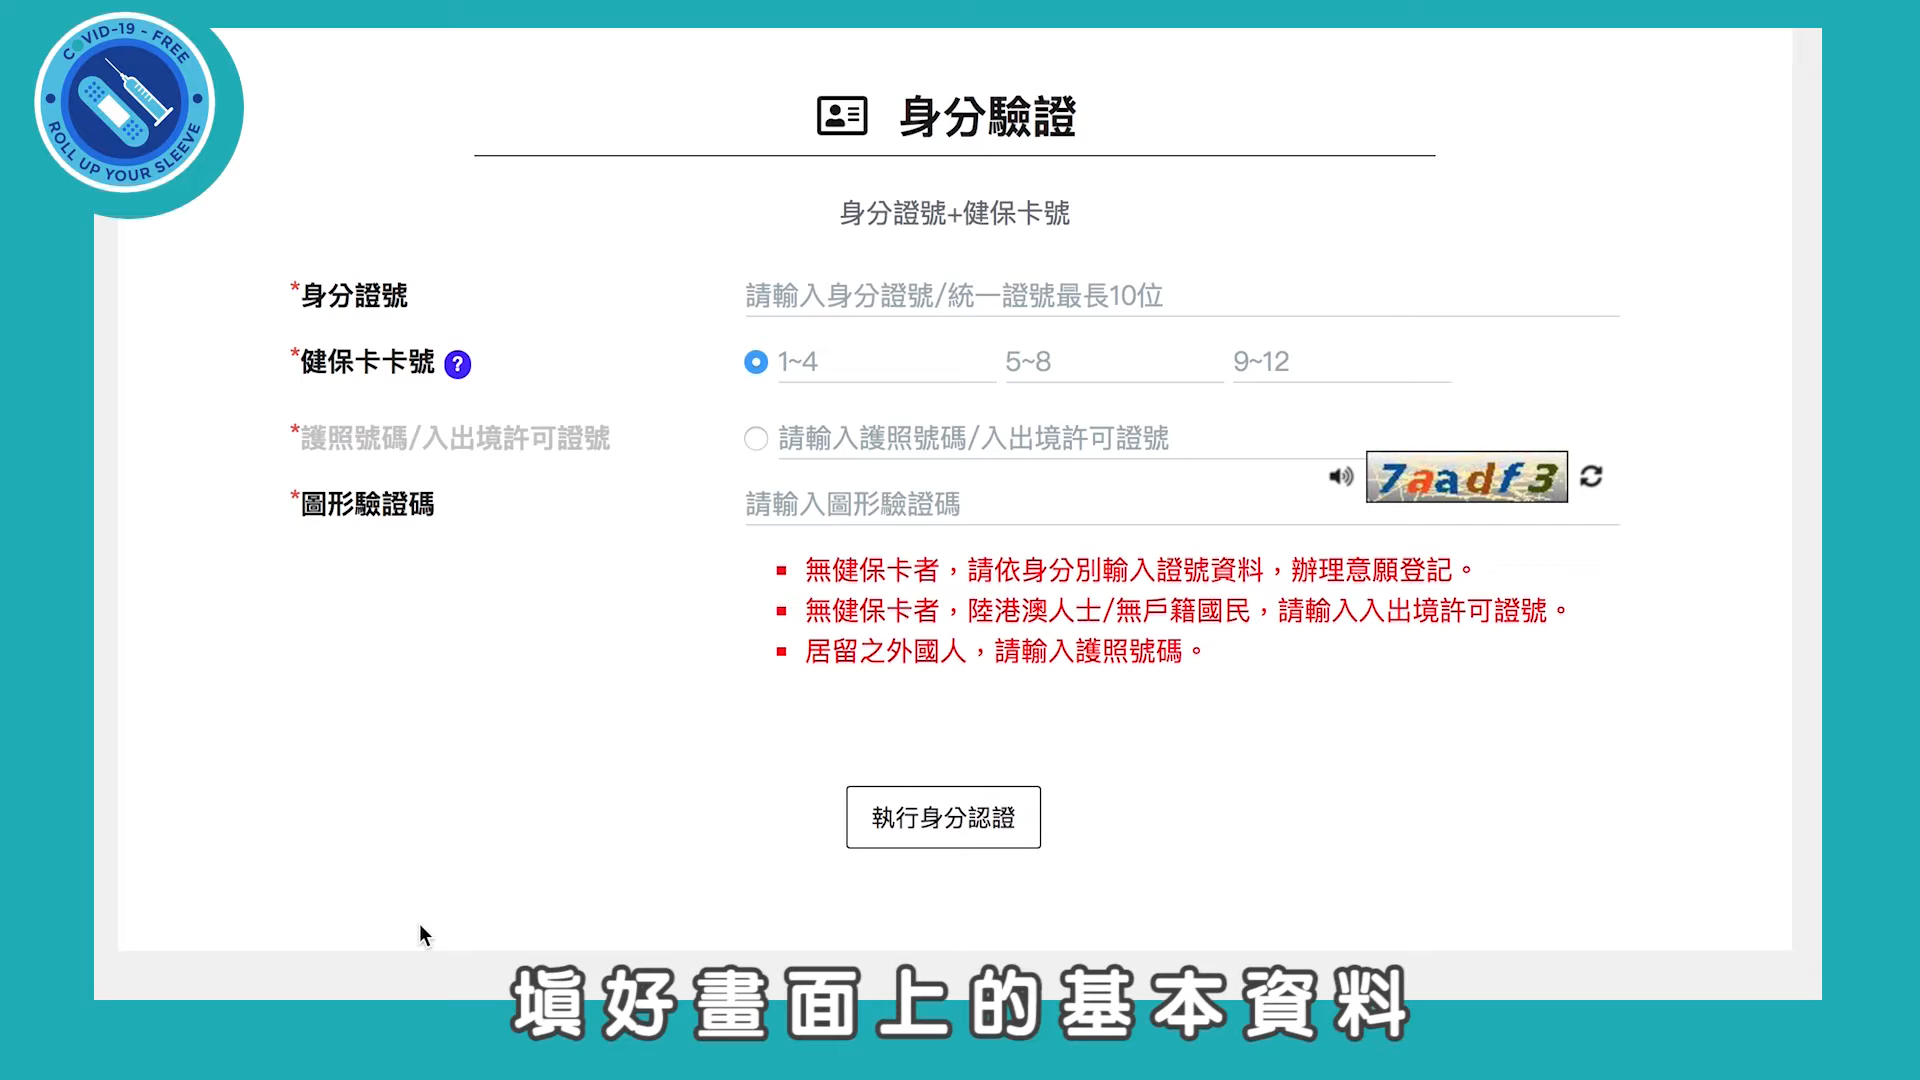 COVID-19 - FREE
ROLL UP YOUR SLEEVE
身分驗證
身分證號+健保卡號
*身分證號
請輸入身分證號/統一證號最長10位
*健保卡卡號 ?
1~4 5~8 9~12
*護照號碼/入出境許可證號
請輸入護照號碼/入出境許可證號
7aadf3
*圖形驗證碼
請輸入圖形驗證碼
無健保卡者，請依身分別輸入證號資料，辦理意願登記。
無健保卡者，陸港澳人士/無戶籍國民，請輸入入出境許可證號。
居留之外國人，請輸入護照號碼。
執行身分認證
填好畫面上的基本資料